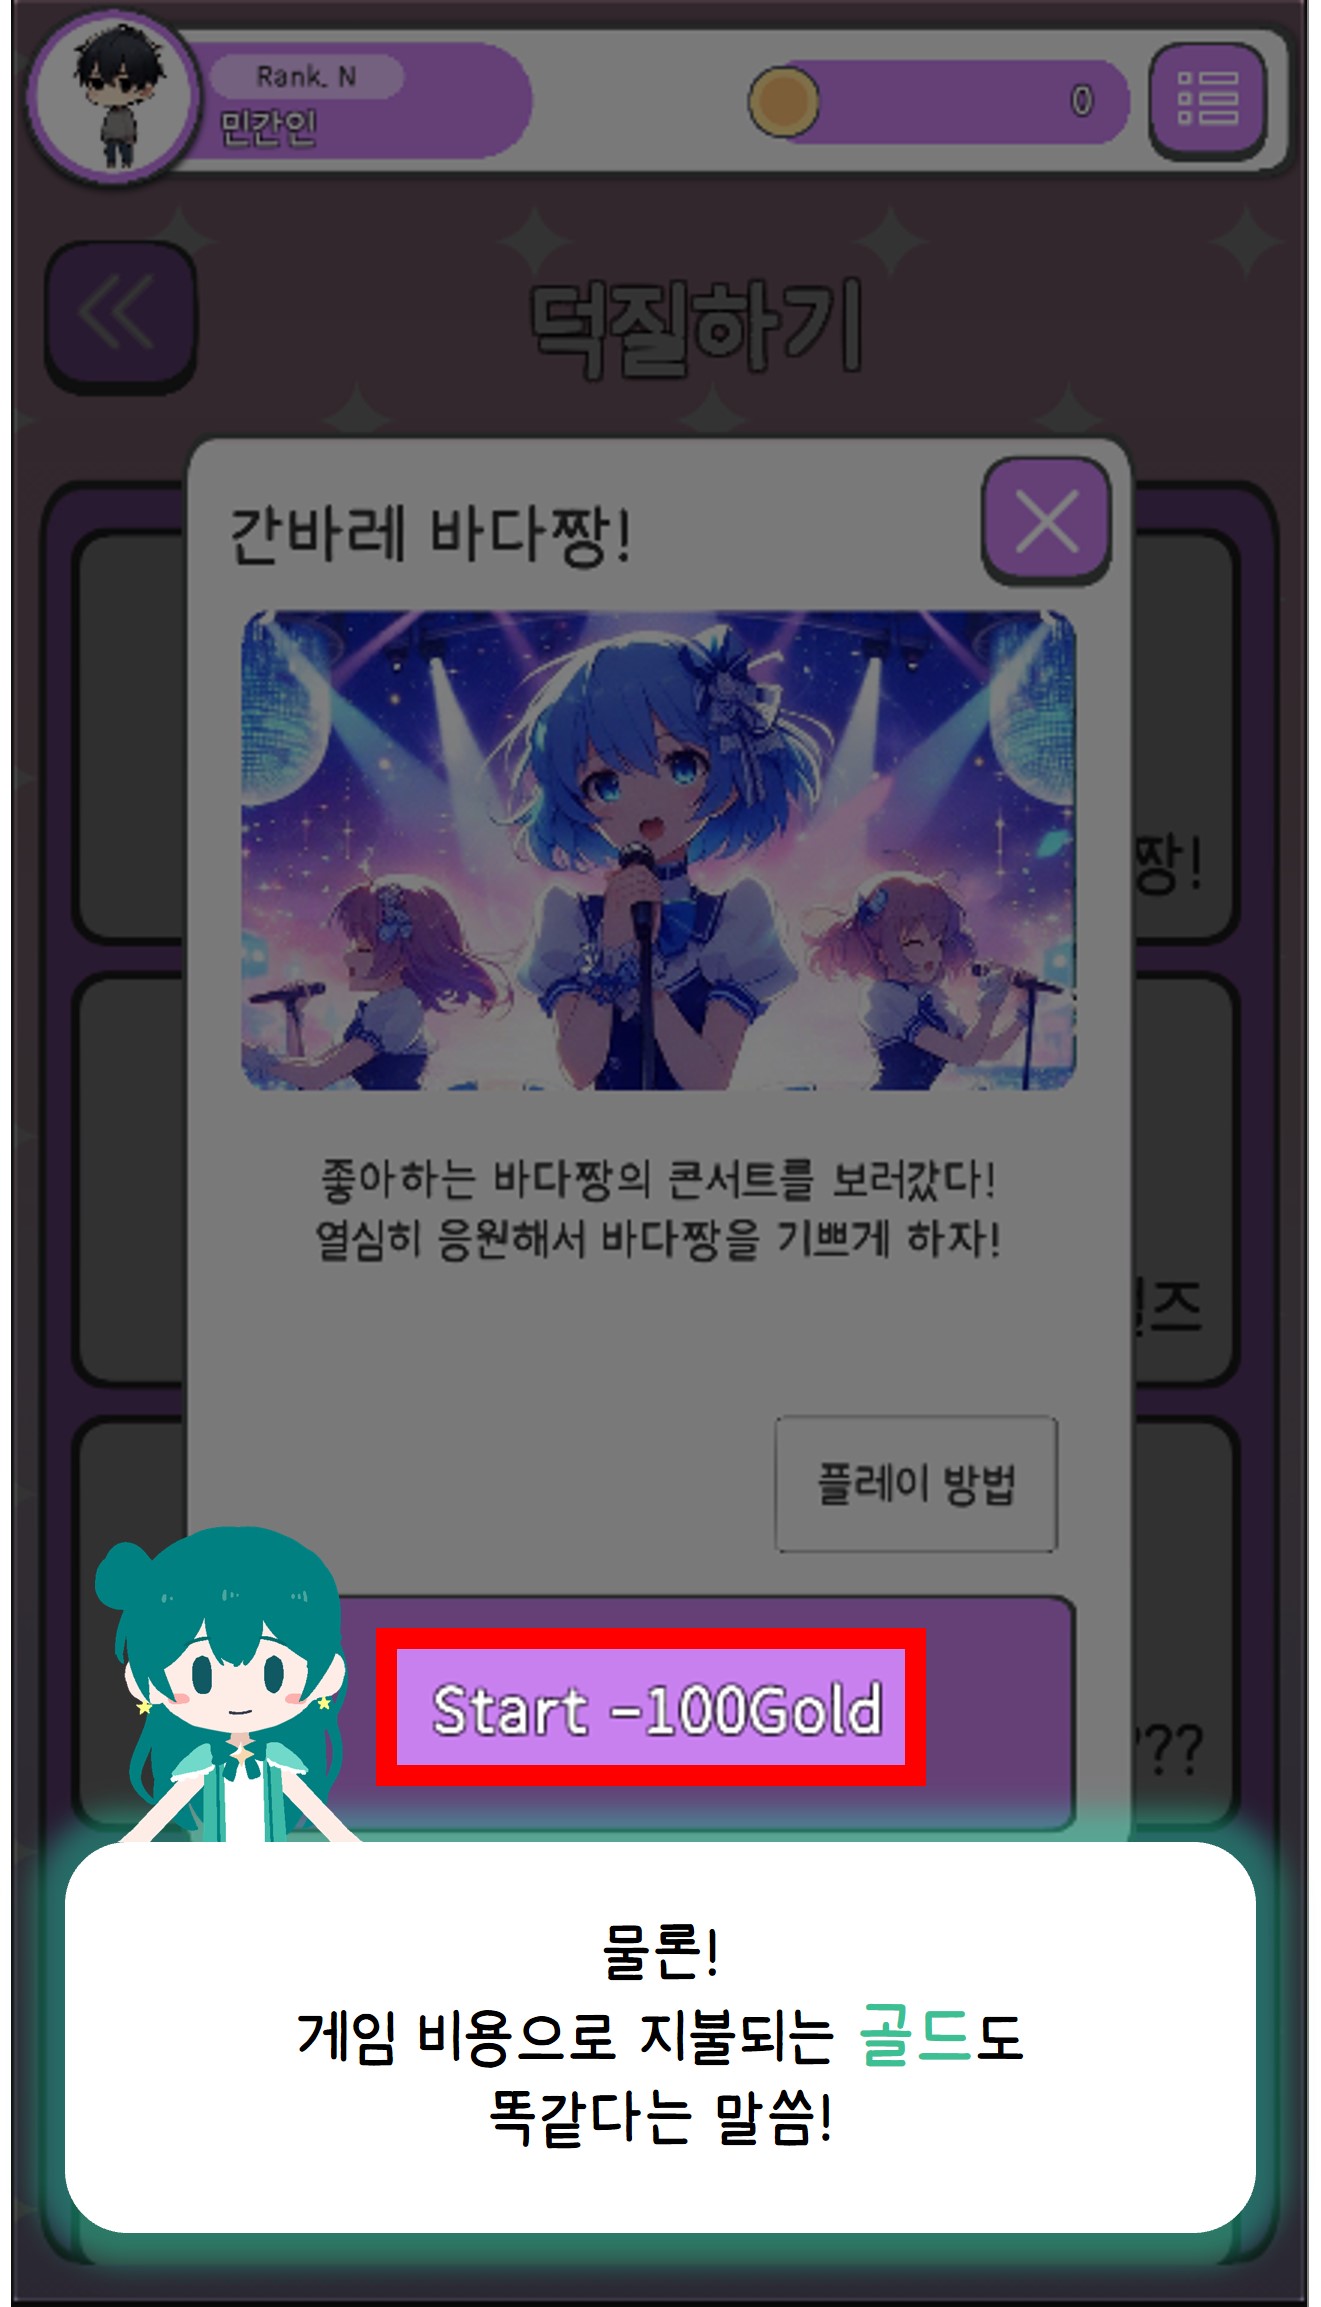 Rank. N
민간인
0
덕질하기
간바레 바다짱!
짱!
좋아하는 바다짱의 콘서트를 보러갔다!
열심히 응원해서 바다짱을 기쁘게 하자!
즈
플레이 방법
Start -100Gold
??
물론!
게임 비용으로 지불되는 골드도
똑같다는 말씀!